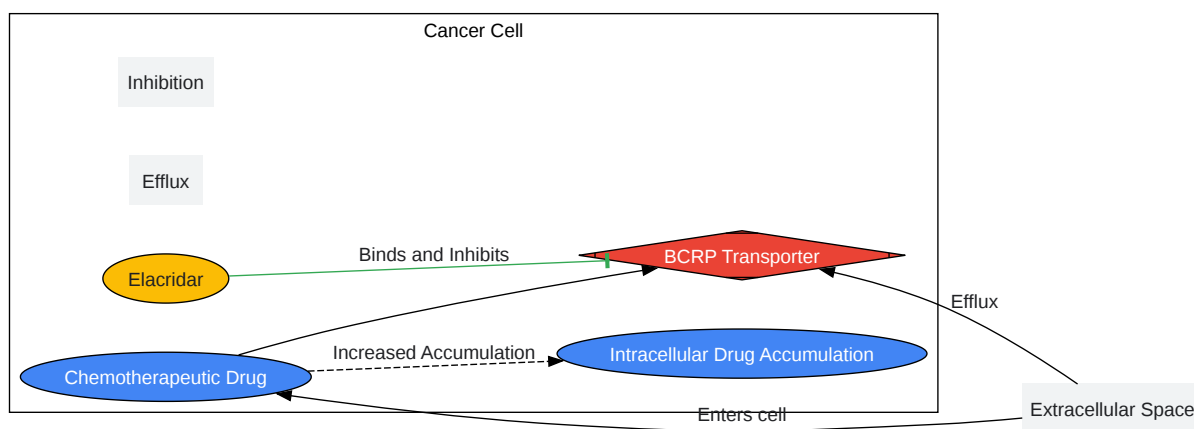 Cancer Cell
Inhibition
Efflux
Elacridar
Binds and Inhibits
BCRP Transporter
Efflux
Chemotherapeutic Drug
Increased Accumulation
Intracellular Drug Accumulation
Enters cell
Extracellular Space